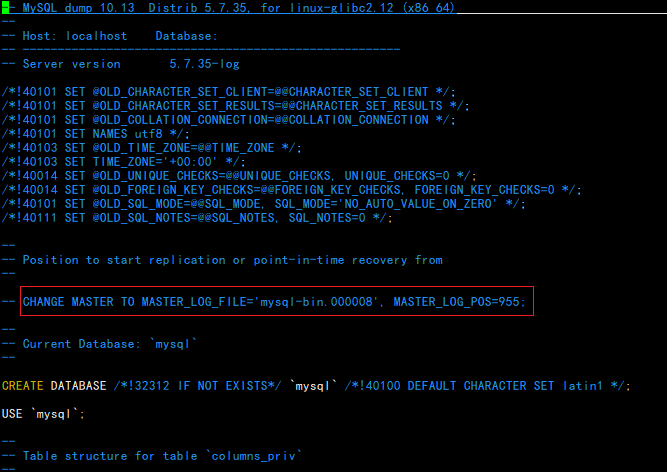 -- MySQL dump 10.13  Distrib 5.7.35, for linux-glibc2.12 (x86_64)
--
-- Host: localhost    Database:
-- ------------------------------------------------------
-- Server version       5.7.35-log

/*!40101 SET @OLD_CHARACTER_SET_CLIENT=@@CHARACTER_SET_CLIENT */;
/*!40101 SET @OLD_CHARACTER_SET_RESULTS=@@CHARACTER_SET_RESULTS */;
/*!40101 SET @OLD_COLLATION_CONNECTION=@@COLLATION_CONNECTION */;
/*!40101 SET NAMES utf8 */;
/*!40103 SET @OLD_TIME_ZONE=@@TIME_ZONE */;
/*!40103 SET TIME_ZONE='+00:00' */;
/*!40014 SET @OLD_UNIQUE_CHECKS=@@UNIQUE_CHECKS, UNIQUE_CHECKS=0 */;
/*!40014 SET @OLD_FOREIGN_KEY_CHECKS=@@FOREIGN_KEY_CHECKS, FOREIGN_KEY_CHECKS=0 */;
/*!40101 SET @OLD_SQL_MODE=@@SQL_MODE, SQL_MODE='NO_AUTO_VALUE_ON_ZERO' */;
/*!40111 SET @OLD_SQL_NOTES=@@SQL_NOTES, SQL_NOTES=0 */;

--
-- Position to start replication or point-in-time recovery from
--

-- CHANGE MASTER TO MASTER_LOG_FILE='mysql-bin.000008', MASTER_LOG_POS=955;

--
-- Current Database: `mysql`
--

CREATE DATABASE /*!32312 IF NOT EXISTS*/ `mysql` /*!40100 DEFAULT CHARACTER SET latin1 */;

USE `mysql`;

--
-- Table structure for table `columns_priv`
--